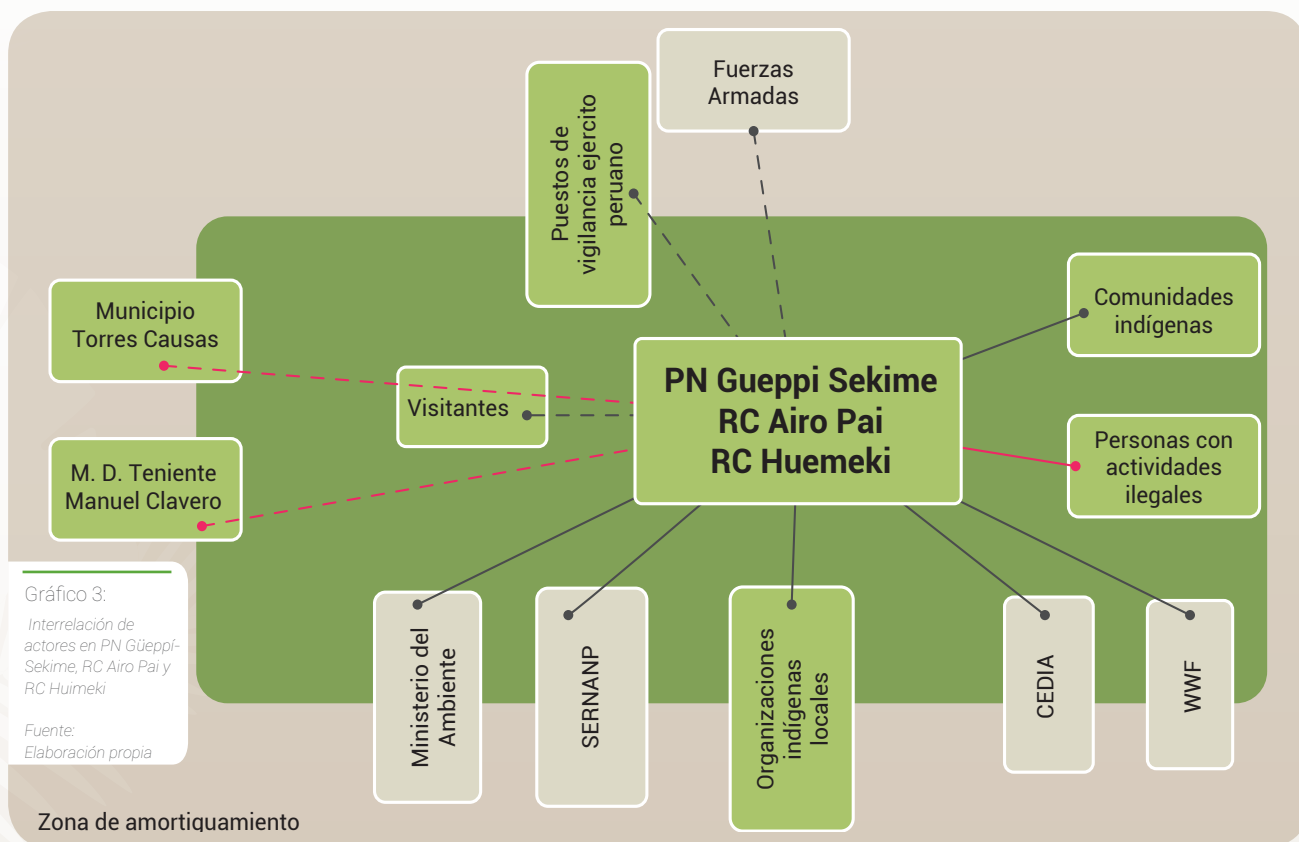 Fuerzas
Armadas
Puestos de
vigilancia ejercito
peruano
Municipio
Torres Causas
Comunidades
indígenas
Visitantes
PN Gueppi Sekime
RC Airo Pai
RC Huemeki
M. D. Teniente
Manuel Clavero
Personas con
actividades
ilegales
Gráfico 3:
Interrelación de
actores en PN Güeppí-
Sekime, RC Airo Pai y
RC Huimeki
Fuente:
Elaboración propia
Ministerio del
Ambiente
SERNANP
Organizaciones
indígenas
locales
CEDIA
WWF
Zona de amortiguamiento